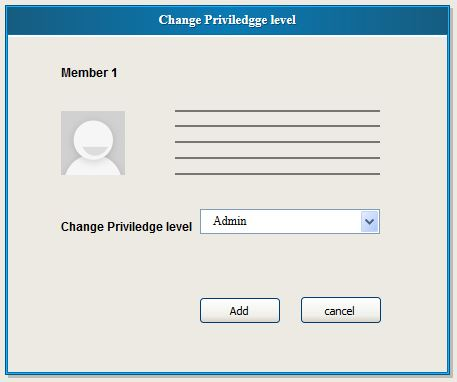 Change Priviledgge level
Member 1
Change Priviledge level
Admin
Add
cancel